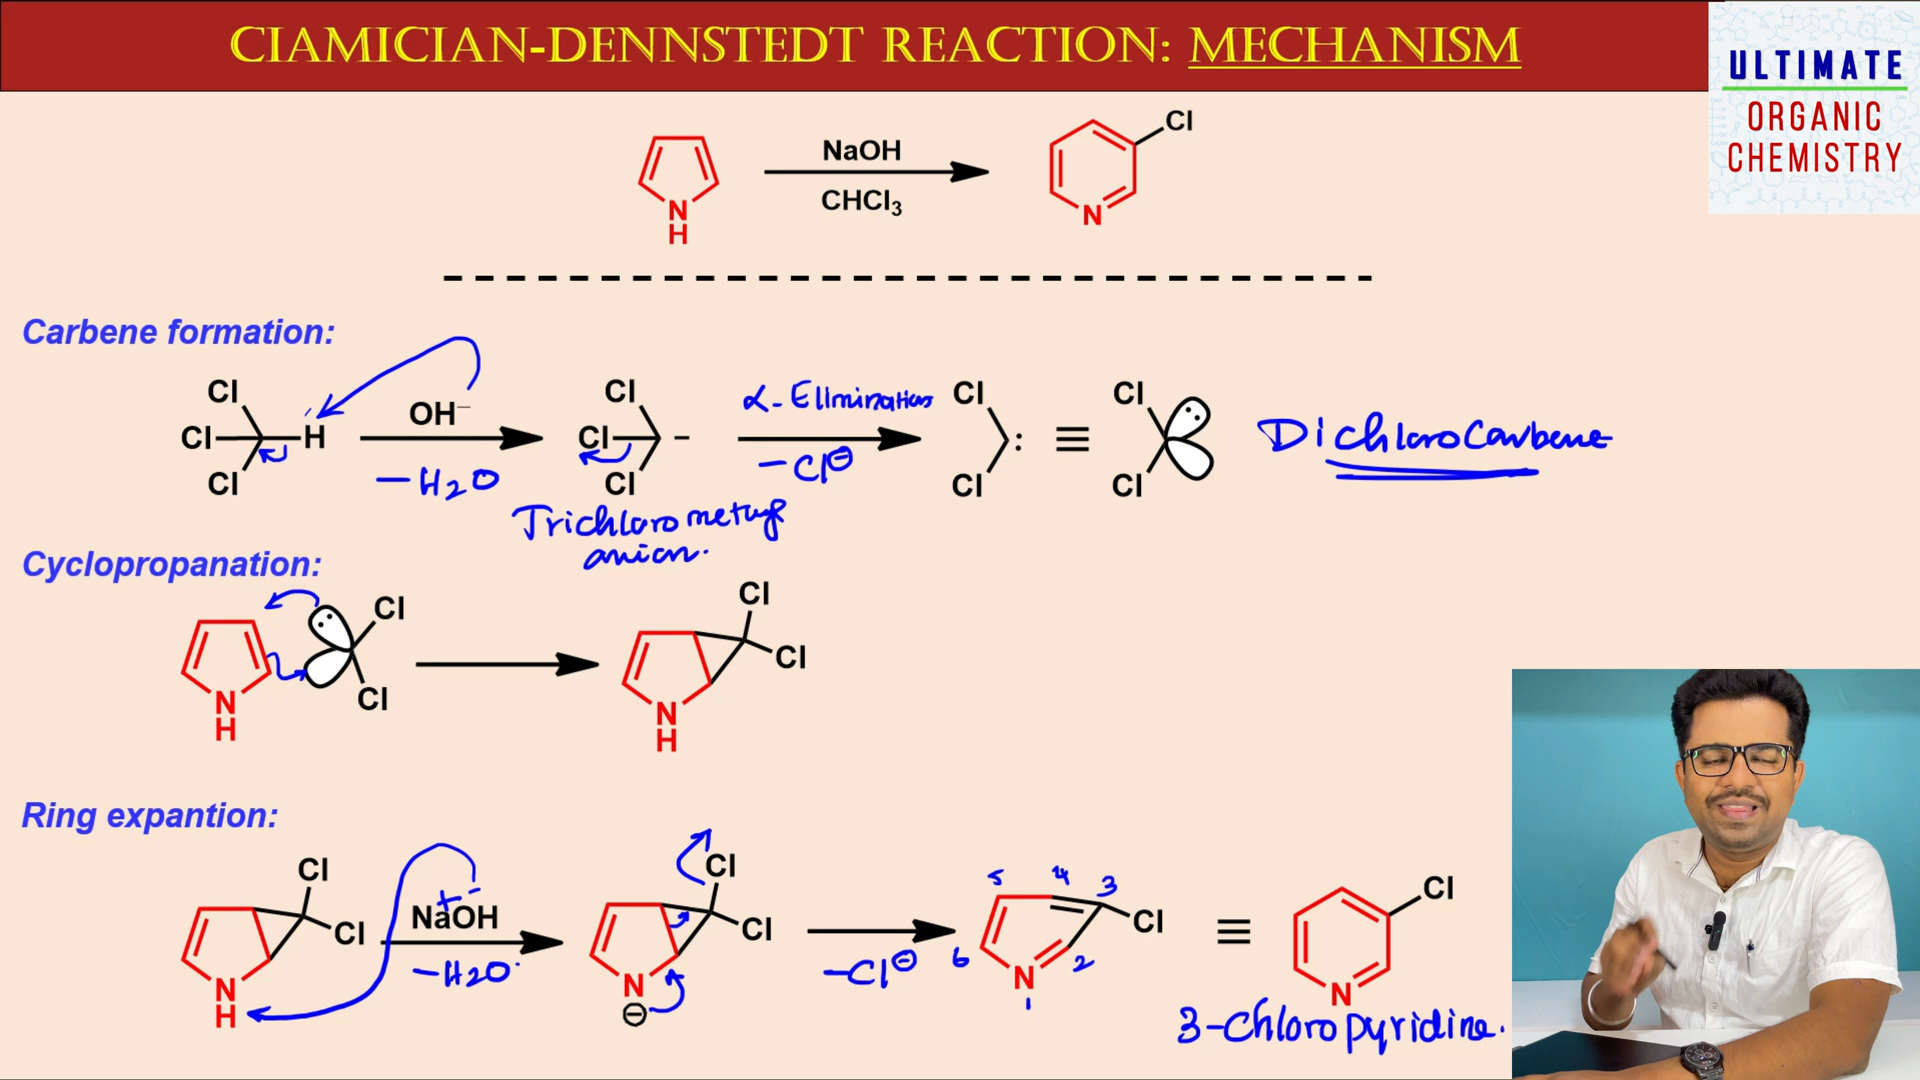 CIAMICIAN-DENNSTEDT REACTION: MECHANISM
ULTIMATE
ORGANIC
CHEMISTRY
NaOH
CHCl3
N
H
Cl
N
Carbene formation:
Cl
Cl
H
Cl
OH−
−H2O
Cl
Cl
−
Cl
Trichloromethyl
anion.
α-Elimination
−Cl⊖
Cl
:
Cl
≡
Cl
Cl
Dichlorocarbene
Cyclopropanation:
N
H
Cl
Cl
Cl
Cl
N
H
Ring expantion:
Cl
Cl
N
H
+ −
NaOH
−H2O
Cl
Cl
N
⊖
−Cl⊖
5 4 3
Cl
6 2
N
1
≡
Cl
N
3-Chloropyridine.